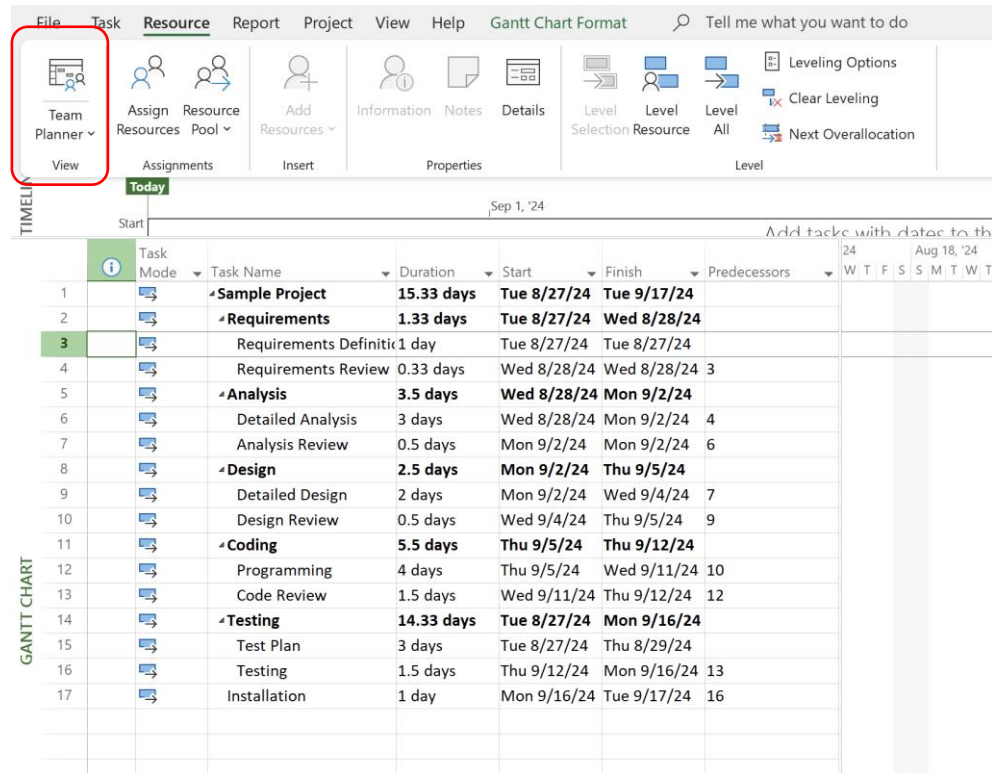 File Task Resource Report Project View Help Gantt Chart Format Tell me what you want to do
Team Planner
Assign Resources
Resource Pool
Add Resources
Information
Notes
Details
Level Selection
Level Resource
Level All
Leveling Options
Clear Leveling
Next Overallocation
View Assignments Insert Properties Level
TIMELIN
Today
Sep 1, '24
Start
Add tasks with dates to th
GANTT CHART
Task Mode Task Name Duration Start Finish Predecessors 24 Aug 18, '24
W T F S S M T W T
1 Sample Project 15.33 days Tue 8/27/24 Tue 9/17/24
2 Requirements 1.33 days Tue 8/27/24 Wed 8/28/24
3 Requirements Definitic 1 day Tue 8/27/24 Tue 8/27/24
4 Requirements Review 0.33 days Wed 8/28/24 Wed 8/28/24 3
5 Analysis 3.5 days Wed 8/28/24 Mon 9/2/24
6 Detailed Analysis 3 days Wed 8/28/24 Mon 9/2/24 4
7 Analysis Review 0.5 days Mon 9/2/24 Mon 9/2/24 6
8 Design 2.5 days Mon 9/2/24 Thu 9/5/24
9 Detailed Design 2 days Mon 9/2/24 Wed 9/4/24 7
10 Design Review 0.5 days Wed 9/4/24 Thu 9/5/24 9
11 Coding 5.5 days Thu 9/5/24 Thu 9/12/24
12 Programming 4 days Thu 9/5/24 Wed 9/11/24 10
13 Code Review 1.5 days Wed 9/11/24 Thu 9/12/24 12
14 Testing 14.33 days Tue 8/27/24 Mon 9/16/24
15 Test Plan 3 days Tue 8/27/24 Thu 8/29/24
16 Testing 1.5 days Thu 9/12/24 Mon 9/16/24 13
17 Installation 1 day Mon 9/16/24 Tue 9/17/24 16